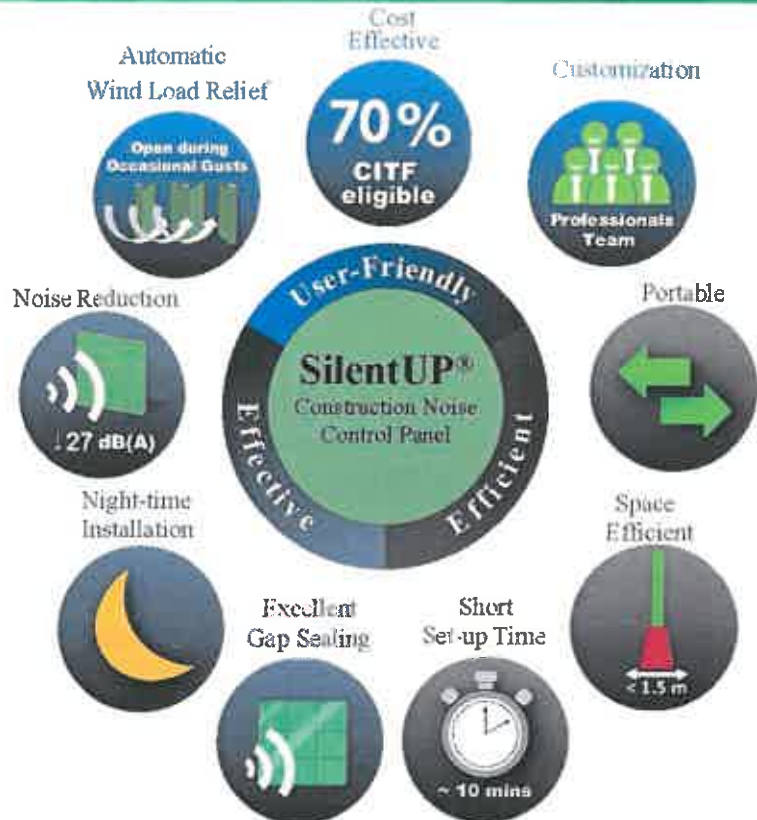 Cost
Effective
70%
CITF
eligible
Automatic
Wind Load Relief
Open during
Occasional Gusts
Customization
Professionals
Team
Noise Reduction
↓27 dB(A)
User-Friendly
Effective
Efficient
SilentUP®
Construction Noise
Control Panel
Portable
Night-time
Installation
Space
Efficient
< 1.5 m
Excellent
Gap Sealing
Short
Set-up Time
~ 10 mins